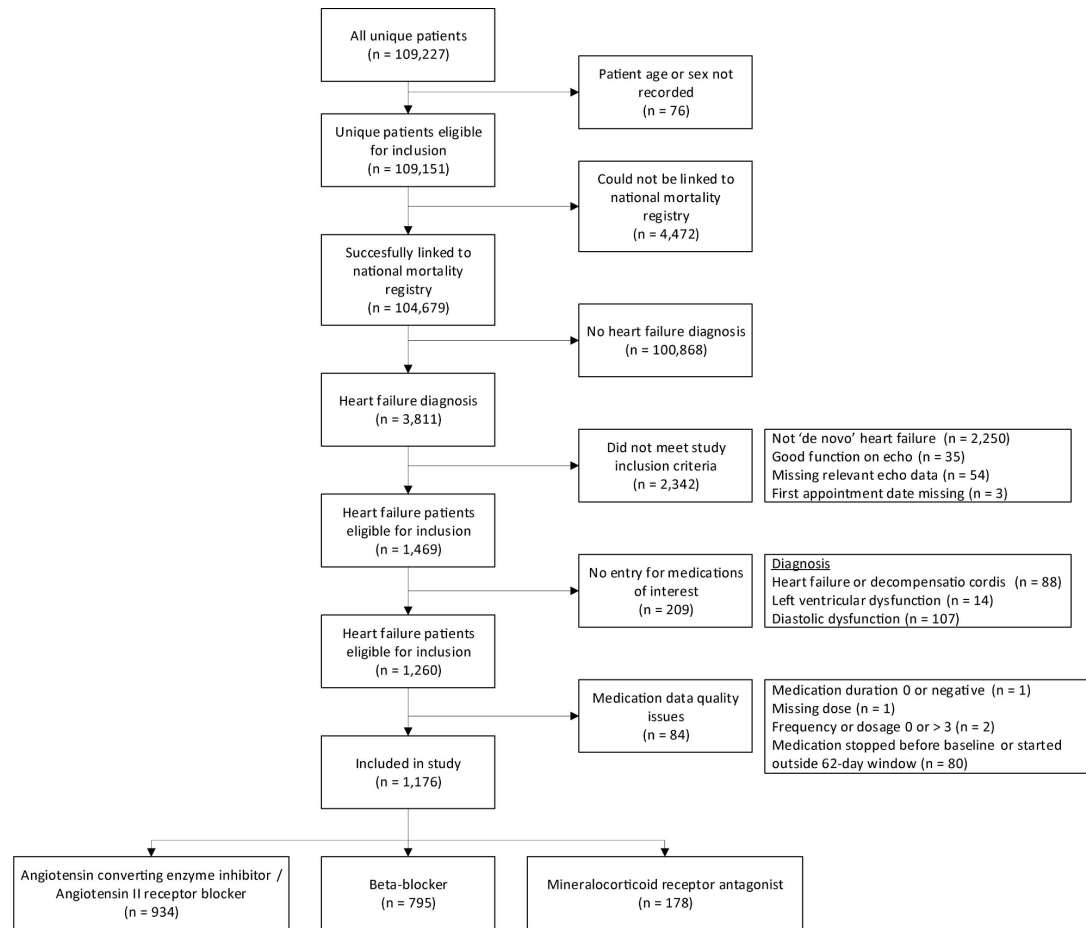 All unique patients
(n = 109,227)
Patient age or sex not
recorded
(n = 76)
Unique patients eligible
for inclusion
(n = 109,151)
Could not be linked to
national mortality
registry
(n = 4,472)
Succesfully linked to
national mortality
registry
(n = 104,679)
No heart failure diagnosis
(n = 100,868)
Heart failure diagnosis
(n = 3,811)
Did not meet study
inclusion criteria
(n = 2,342)
Not ‘de novo’ heart failure (n = 2,250)
Good function on echo (n = 35)
Missing relevant echo data (n = 54)
First appointment date missing (n = 3)
Heart failure patients
eligible for inclusion
(n = 1,469)
No entry for medications
of interest
(n = 209)
Diagnosis
Heart failure or decompensatio cordis (n = 88)
Left ventricular dysfunction (n = 14)
Diastolic dysfunction (n = 107)
Heart failure patients
eligible for inclusion
(n = 1,260)
Medication data quality
issues
(n = 84)
Medication duration 0 or negative (n = 1)
Missing dose (n = 1)
Frequency or dosage 0 or > 3 (n = 2)
Medication stopped before baseline or started
outside 62-day window (n = 80)
Included in study
(n = 1,176)
Angiotensin converting enzyme inhibitor /
Angiotensin II receptor blocker
(n = 934)
Beta-blocker
(n = 795)
Mineralocorticoid receptor antagonist
(n = 178)